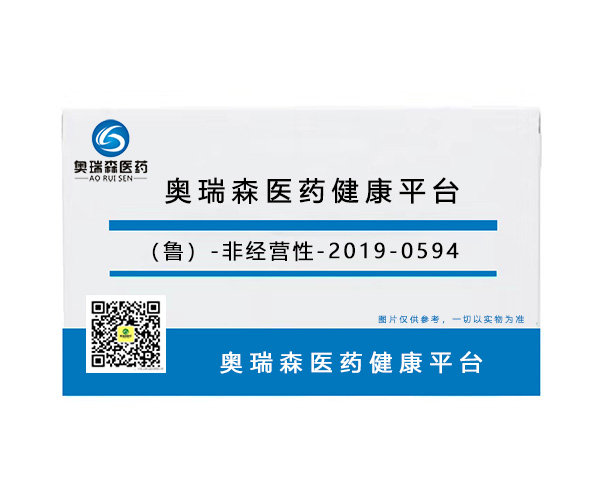 奥瑞森医药
AO RUI SEN
奥瑞森医药健康平台
（鲁）-非经营性-2019-0594
图片仅供参考，一切以实物为准
奥瑞森医药健康平台